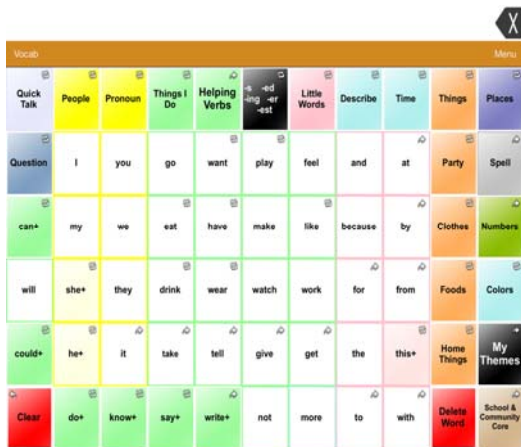 X
Vocab Menu
Quick Talk People Pronoun Things I Do Helping Verbs -s -ed -ing -er -est Little Words Describe Time Things Places
Question I you go want play feel and at Party Spell
can+ my we eat have make like because by Clothes Numbers
will she+ they drink wear watch work for from Foods Colors
could+ he+ it take tell give get the this+ Home Things My Themes
Clear do+ know+ say+ write+ not more to with Delete Word School & Community Core